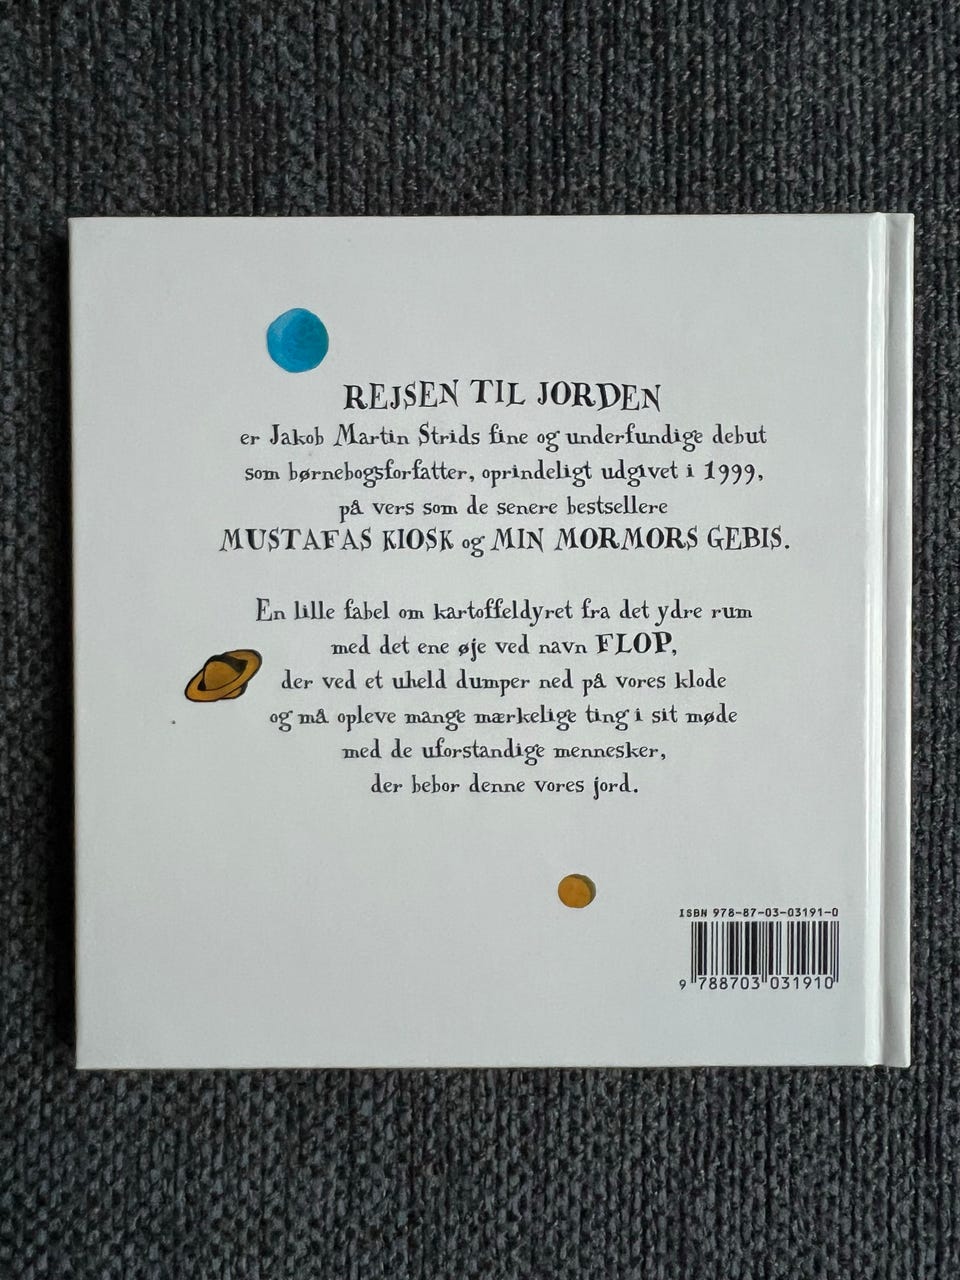 REJSEN TIL JORDEN
er Jakob Martin Strids fine og underfundige debut
som børnebogsforfatter, oprindeligt udgivet i 1999,
på vers som de senere bestsellere
MUSTAFAS KIOSK og MIN MORMORS GEBIS.
En lille fabel om kartoffeldyret fra det ydre rum
med det ene øje ved navn FLOP,
der ved et uheld dumper ned på vores klode
og må opleve mange mærkelige ting i sit møde
med de uforstandige mennesker,
der bebor denne vores jord.
ISBN 978-87-03-03191-0
9 788703 031910